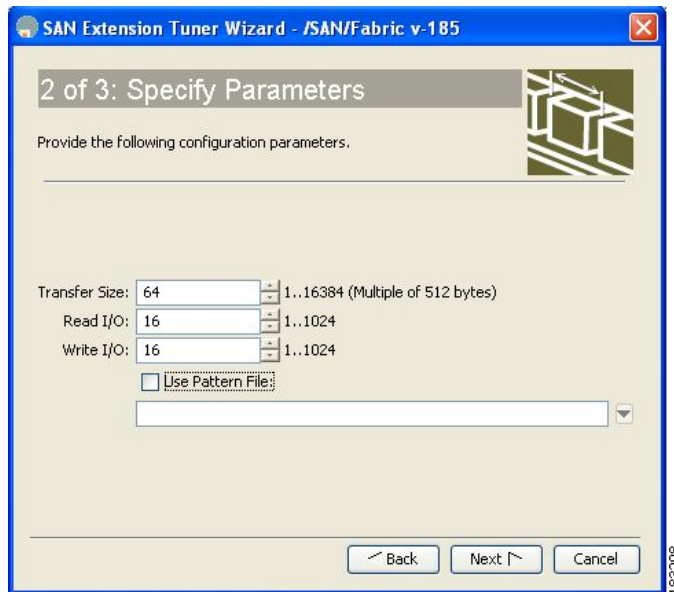 SAN Extension Tuner Wizard - /SAN/Fabric v-185
2 of 3: Specify Parameters
Provide the following configuration parameters.
Transfer Size: 64 1..16384 (Multiple of 512 bytes)
Read I/O: 16 1..1024
Write I/O: 16 1..1024
Use Pattern File:
Back Next Cancel